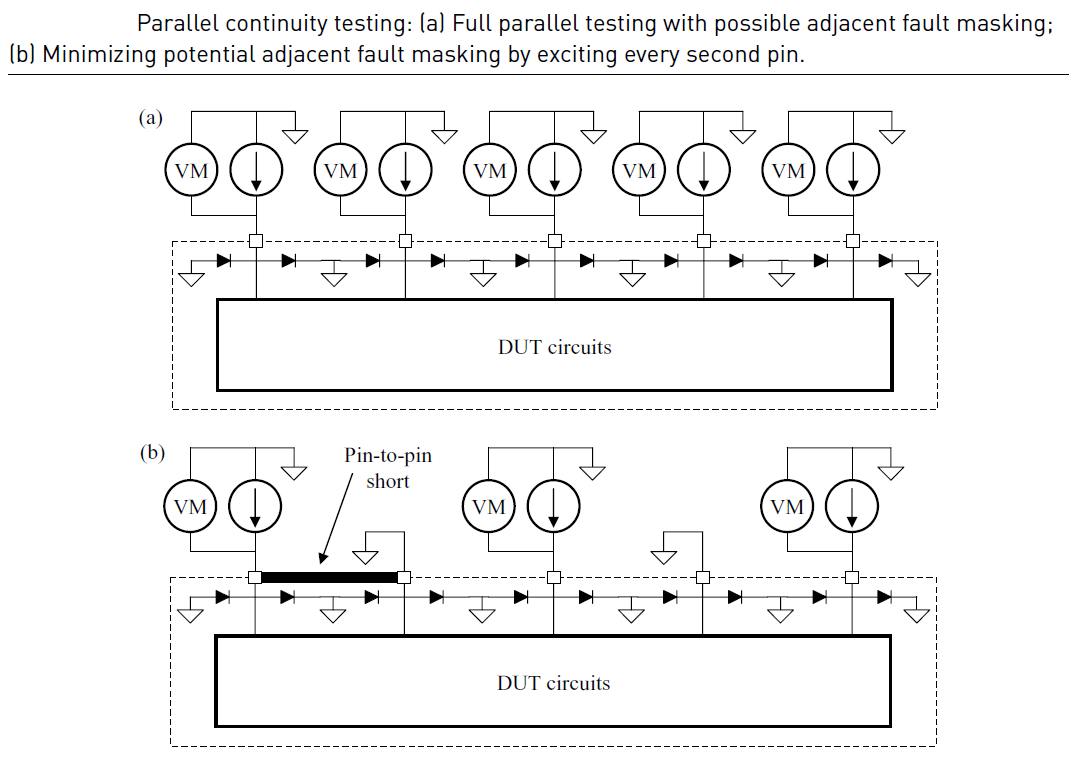 Parallel continuity testing: (a) Full parallel testing with possible adjacent fault masking;
(b) Minimizing potential adjacent fault masking by exciting every second pin.
(a)
VM VM VM VM VM
DUT circuits
(b)
Pin-to-pin
short
VM VM VM
DUT circuits